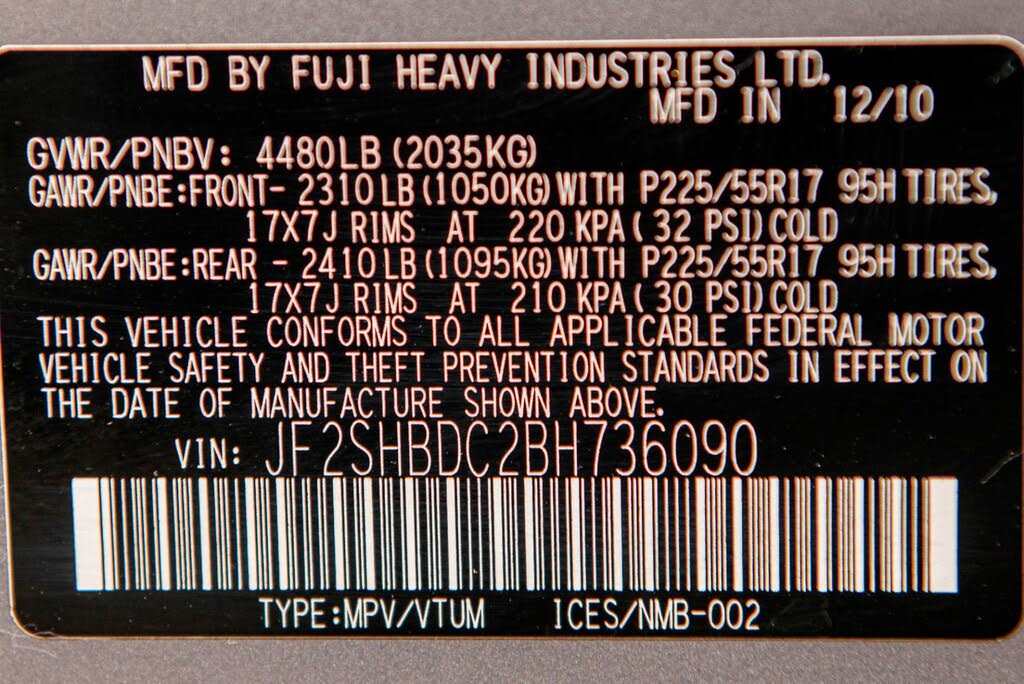 MFD BY FUJI HEAVY INDUSTRIES LTD.
MFD IN 12/10
GVWR/PNBV: 4480LB (2035KG)
GAWR/PNBE:FRONT- 2310LB (1050KG) WITH P225/55R17 95H TIRES,
17X7J RIMS AT 220 KPA( 32 PSI) COLD
GAWR/PNBE:REAR - 2410LB (1095KG) WITH P225/55R17 95H TIRES,
17X7J RIMS AT 210 KPA( 30 PSI) COLD
THIS VEHICLE CONFORMS TO ALL APPLICABLE FEDERAL MOTOR
VEHICLE SAFETY AND THEFT PREVENTION STANDARDS IN EFFECT ON
THE DATE OF MANUFACTURE SHOWN ABOVE.
VIN: JF2SHBDC2BH736090
TYPE:MPV/VTUM ICES/NMB-002